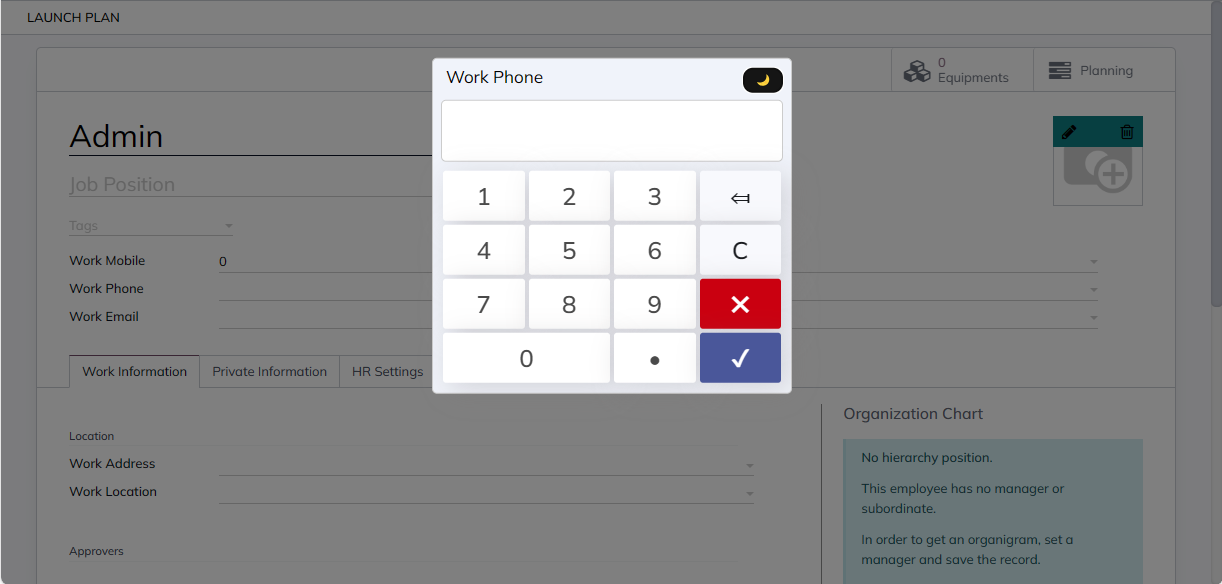 LAUNCH PLAN
0
Equipments
Planning
Work Phone
Admin
Job Position
Tags
Work Mobile 0
Work Phone
Work Email
1 2 3
4 5 6 C
7 8 9
0 .
Work Information Private Information HR Settings
Organization Chart
Location
Work Address
Work Location
Approvers
No hierarchy position.
This employee has no manager or
subordinate.
In order to get an organigram, set a
manager and save the record.